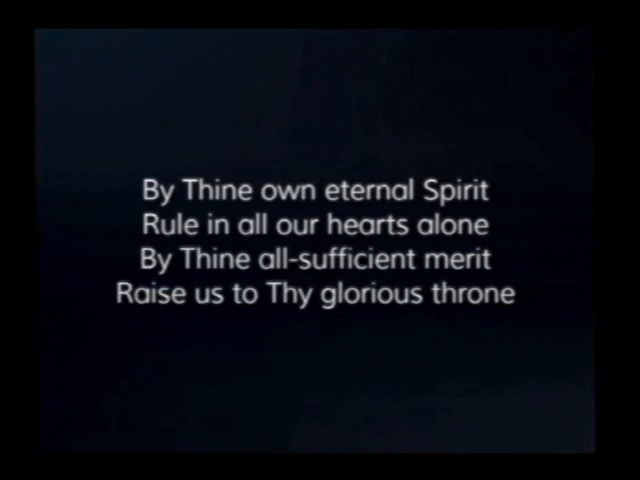 By Thine own eternal Spirit
Rule in all our hearts alone
By Thine all-sufficient merit
Raise us to Thy glorious throne